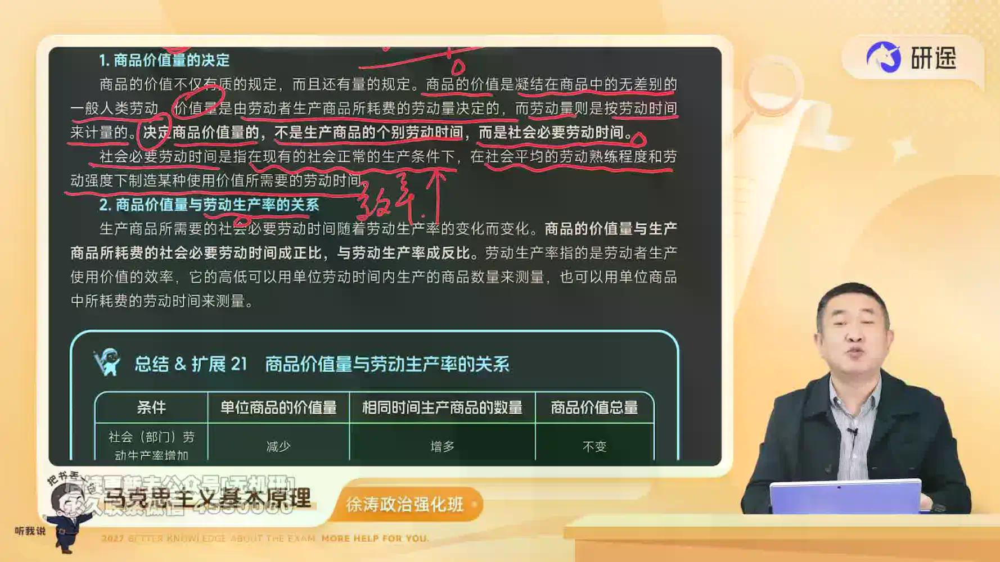 研途
1. 商品价值量的决定
商品的价值不仅有质的规定，而且还有量的规定。商品的价值是凝结在商品中的无差别的
一般人类劳动，价值量是由劳动者生产商品所耗费的劳动量决定的，而劳动量则是按劳动时间
来计量的。决定商品价值量的，不是生产商品的个别劳动时间，而是社会必要劳动时间。
社会必要劳动时间是指在现有的社会正常的生产条件下，在社会平均的劳动熟练程度和劳
动强度下制造某种使用价值所需要的劳动时间
效率
2. 商品价值量与劳动生产率的关系
生产商品所需要的社会必要劳动时间随着劳动生产率的变化而变化。商品的价值量与生产
商品所耗费的社会必要劳动时间成正比，与劳动生产率成反比。劳动生产率指的是劳动者生产
使用价值的效率，它的高低可以用单位劳动时间内生产的商品数量来测量，也可以用单位商品
中所耗费的劳动时间来测量。
总结 & 扩展 21 商品价值量与劳动生产率的关系
条件 单位商品的价值量 相同时间生产商品的数量 商品价值总量
社会（部门）劳
动生产率增加 减少 增多 不变
马克思主义基本原理
徐涛政治强化班
听我说
2027 BETTER KNOWLEDGE ABOUT THE EXAM. MORE HELP FOR YOU.